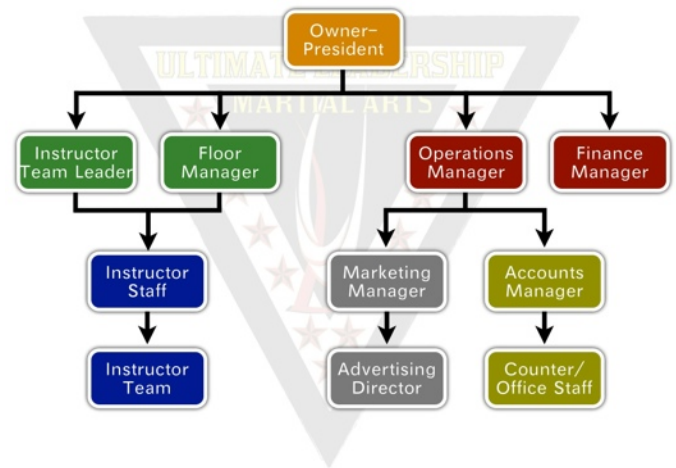 Owner–
President
ULTIMATE LEADERSHIP
MARTIAL ARTS
Instructor
Team Leader
Floor
Manager
Operations
Manager
Finance
Manager
Instructor
Staff
Marketing
Manager
Accounts
Manager
Instructor
Team
Advertising
Director
Counter/
Office Staff